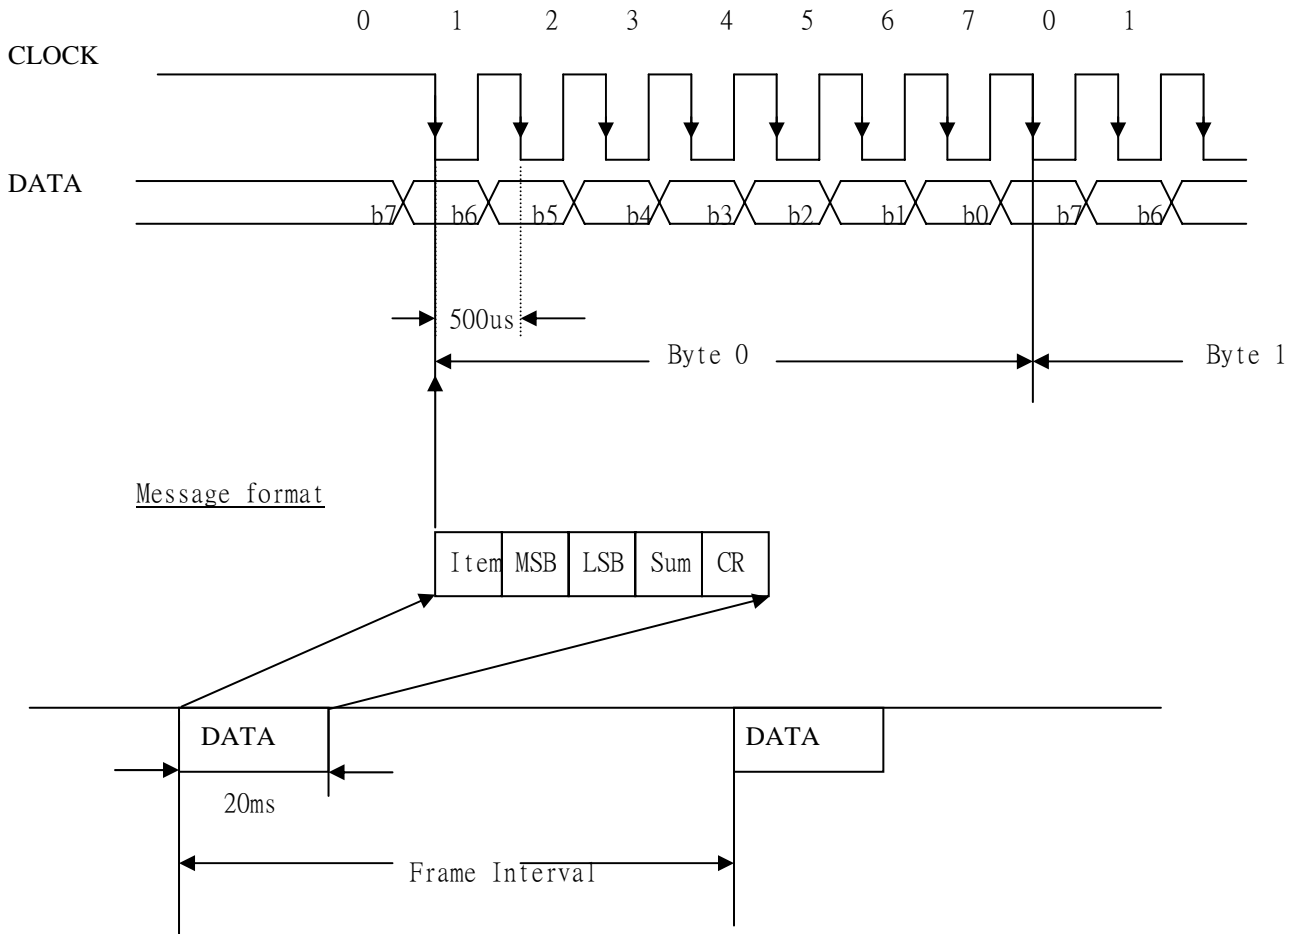 0 1 2 3 4 5 6 7 0 1
CLOCK
DATA
b7 b6 b5 b4 b3 b2 b1 b0 b7 b6
500us
Byte 0 Byte 1
Message format
Item MSB LSB Sum CR
DATA DATA
20ms
Frame Interval